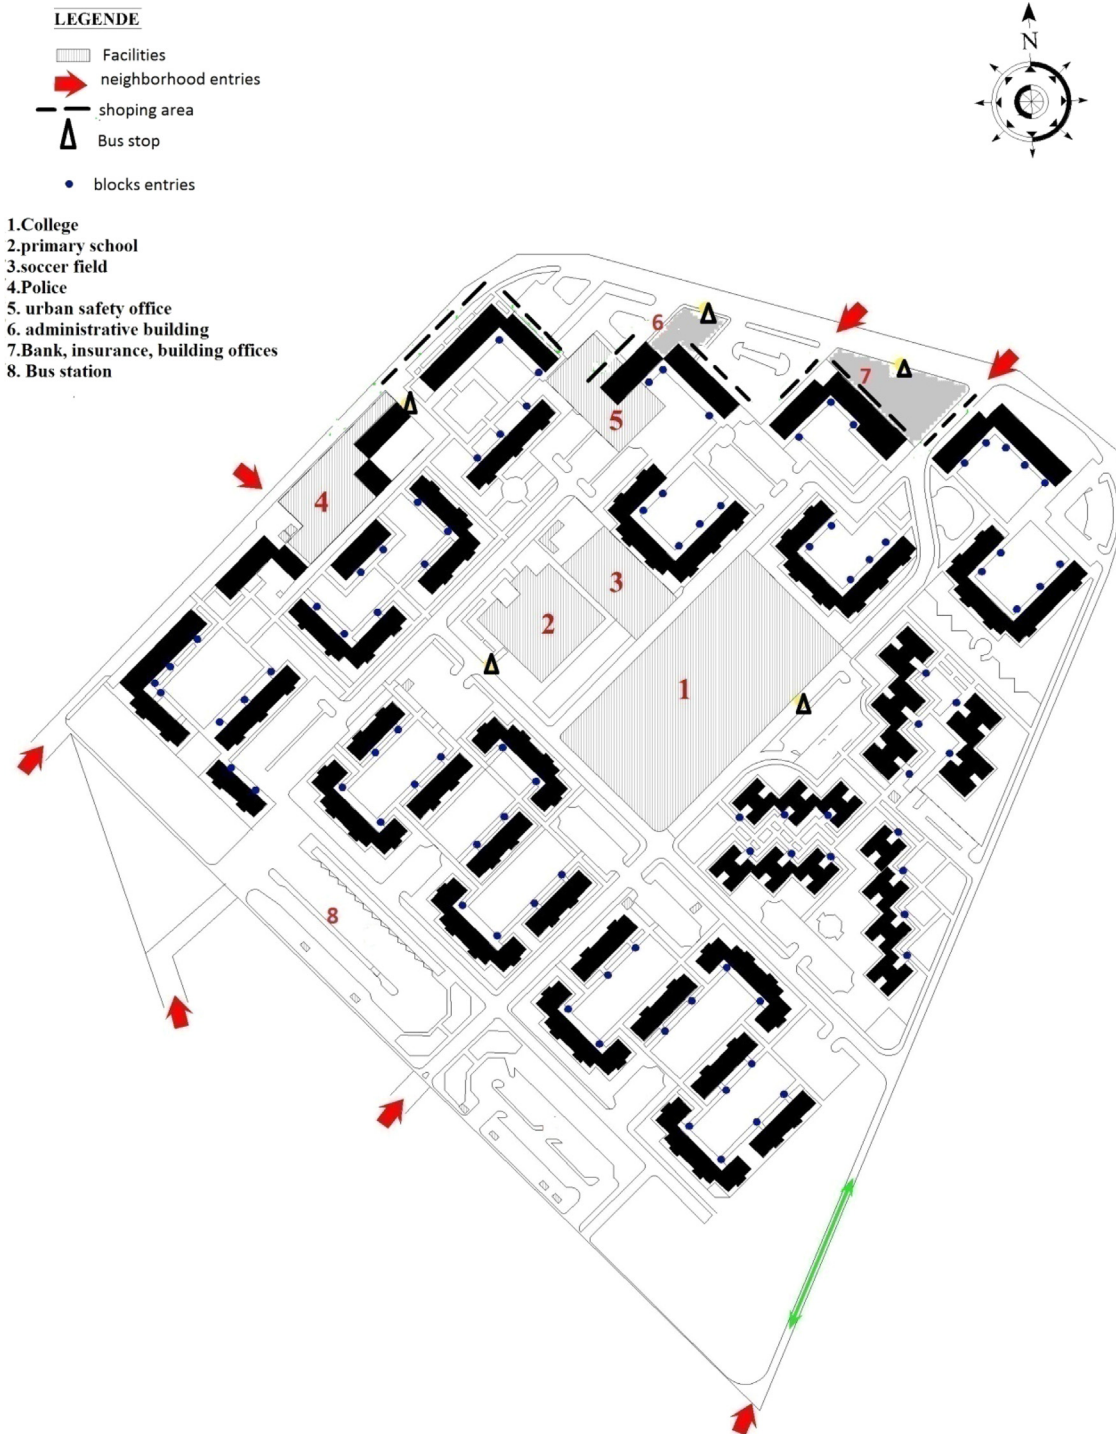 LEGENDE
Facilities
neighborhood entries
shoping area
Bus stop
blocks entries
1.College
2.primary school
3.soccer field
4.Police
5. urban safety office
6. administrative building
7.Bank, insurance, building offices
8. Bus station
N
6
7
5
4
3
2
1
8